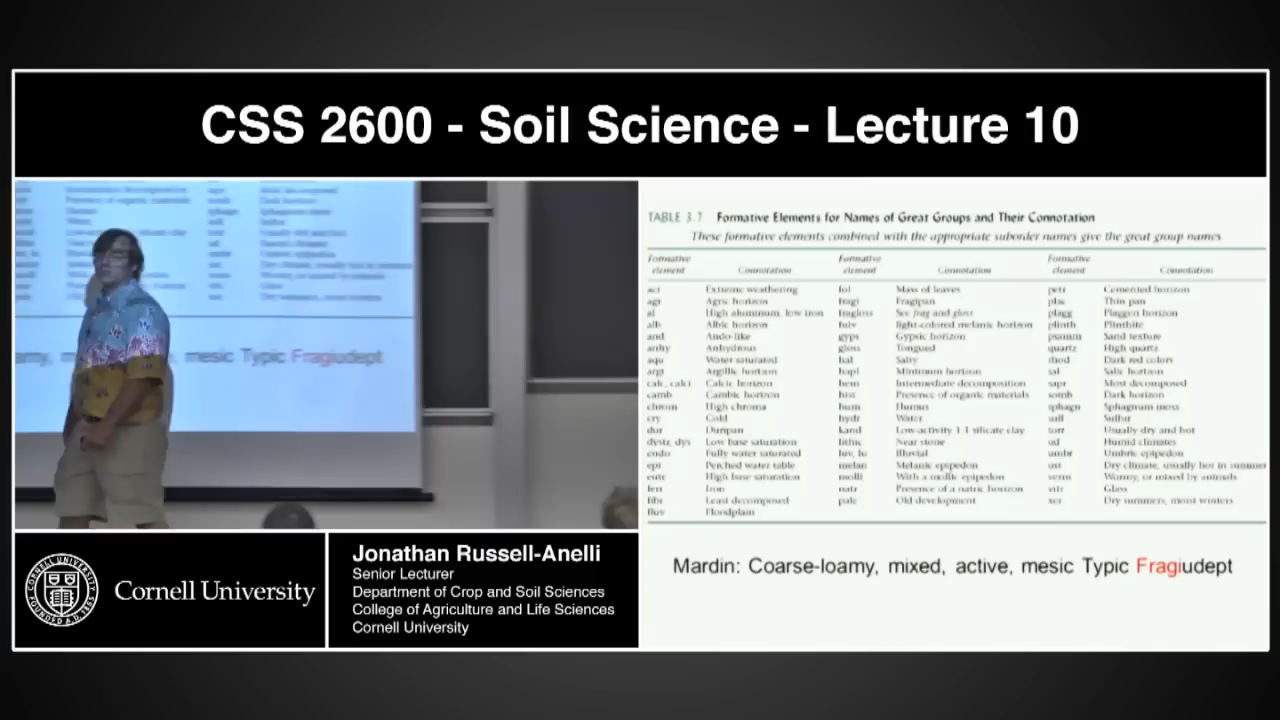 CSS 2600 - Soil Science - Lecture 10
mesic Typic Fragiudept
TABLE 3.7 Formative Elements for Names of Great Groups and Their Connotation
These formative elements combined with the appropriate suborder names give the great group names
Formative Formative Formative
element Connotation element Connotation element Connotation
acr Extreme weathering fol Mass of leaves petr Cemented horizon
agr Agric horizon fragi Fragipan plac Thin pan
al High aluminum, low iron fragloss See frag and gloss plagg Plaggen horizon
alb Albic horizon fulv light-colored melanic horizon plinth Plinthite
and Ando-like gyps Gypsic horizon psamm Sand texture
anhy Anhydrous gloss Tongued quartz High quartz
aqu Water saturated hal Salty rhod Dark red colors
argi Argillic horizon hapl Minimum horizon sal Salic horizon
calc, calci Calcic horizon hem Intermediate decomposition sapr Most decomposed
camb Cambic horizon hist Presence of organic materials somb Dark horizon
chrom High chroma hum Humus sphagn Sphagnum moss
cry Cold hydr Water sulf Sulfur
dur Duripan kand Low-activity 1:1 silicate clay torr Usually dry and hot
dystr, dys Low base saturation lithic Near stone ud Humid climates
endo Fully water saturated luv, lu Illuvial umbr Umbric epipedon
epi Perched water table melan Melanic epipedon ust Dry climate, usually hot in summer
eutr High base saturation molli With a mollic epipedon verm Wormy, or mixed by animals
ferr Iron natr Presence of a natric horizon vitr Glass
fibr Least decomposed pale Old development xer Dry summers, moist winters
fluv Floodplain
Mardin: Coarse-loamy, mixed, active, mesic Typic Fragiudept
CORNELL UNIVERSITY
FOUNDED A.D. 1865
Cornell University
Jonathan Russell-Anelli
Senior Lecturer
Department of Crop and Soil Sciences
College of Agriculture and Life Sciences
Cornell University